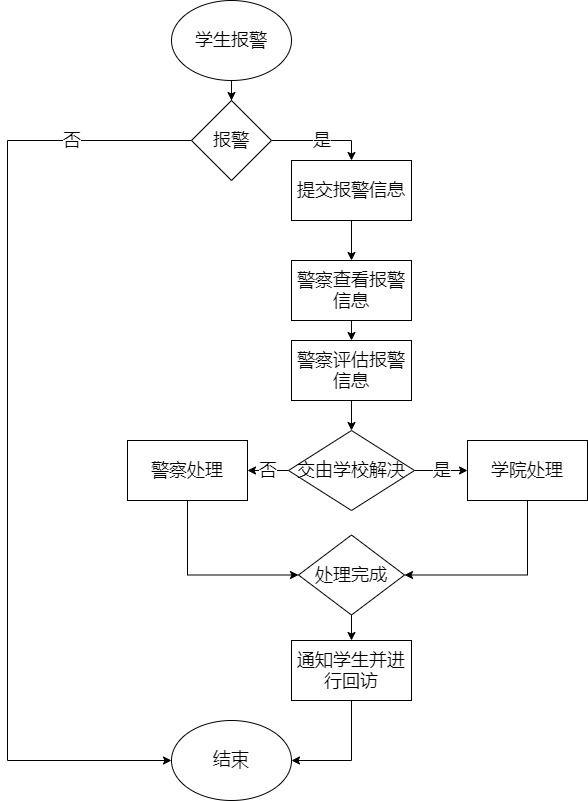 学生报警
否
报警
是
提交报警信息
警察查看报警
信息
警察评估报警
信息
警察处理
否
交由学校解决
是
学院处理
处理完成
通知学生并进
行回访
结束